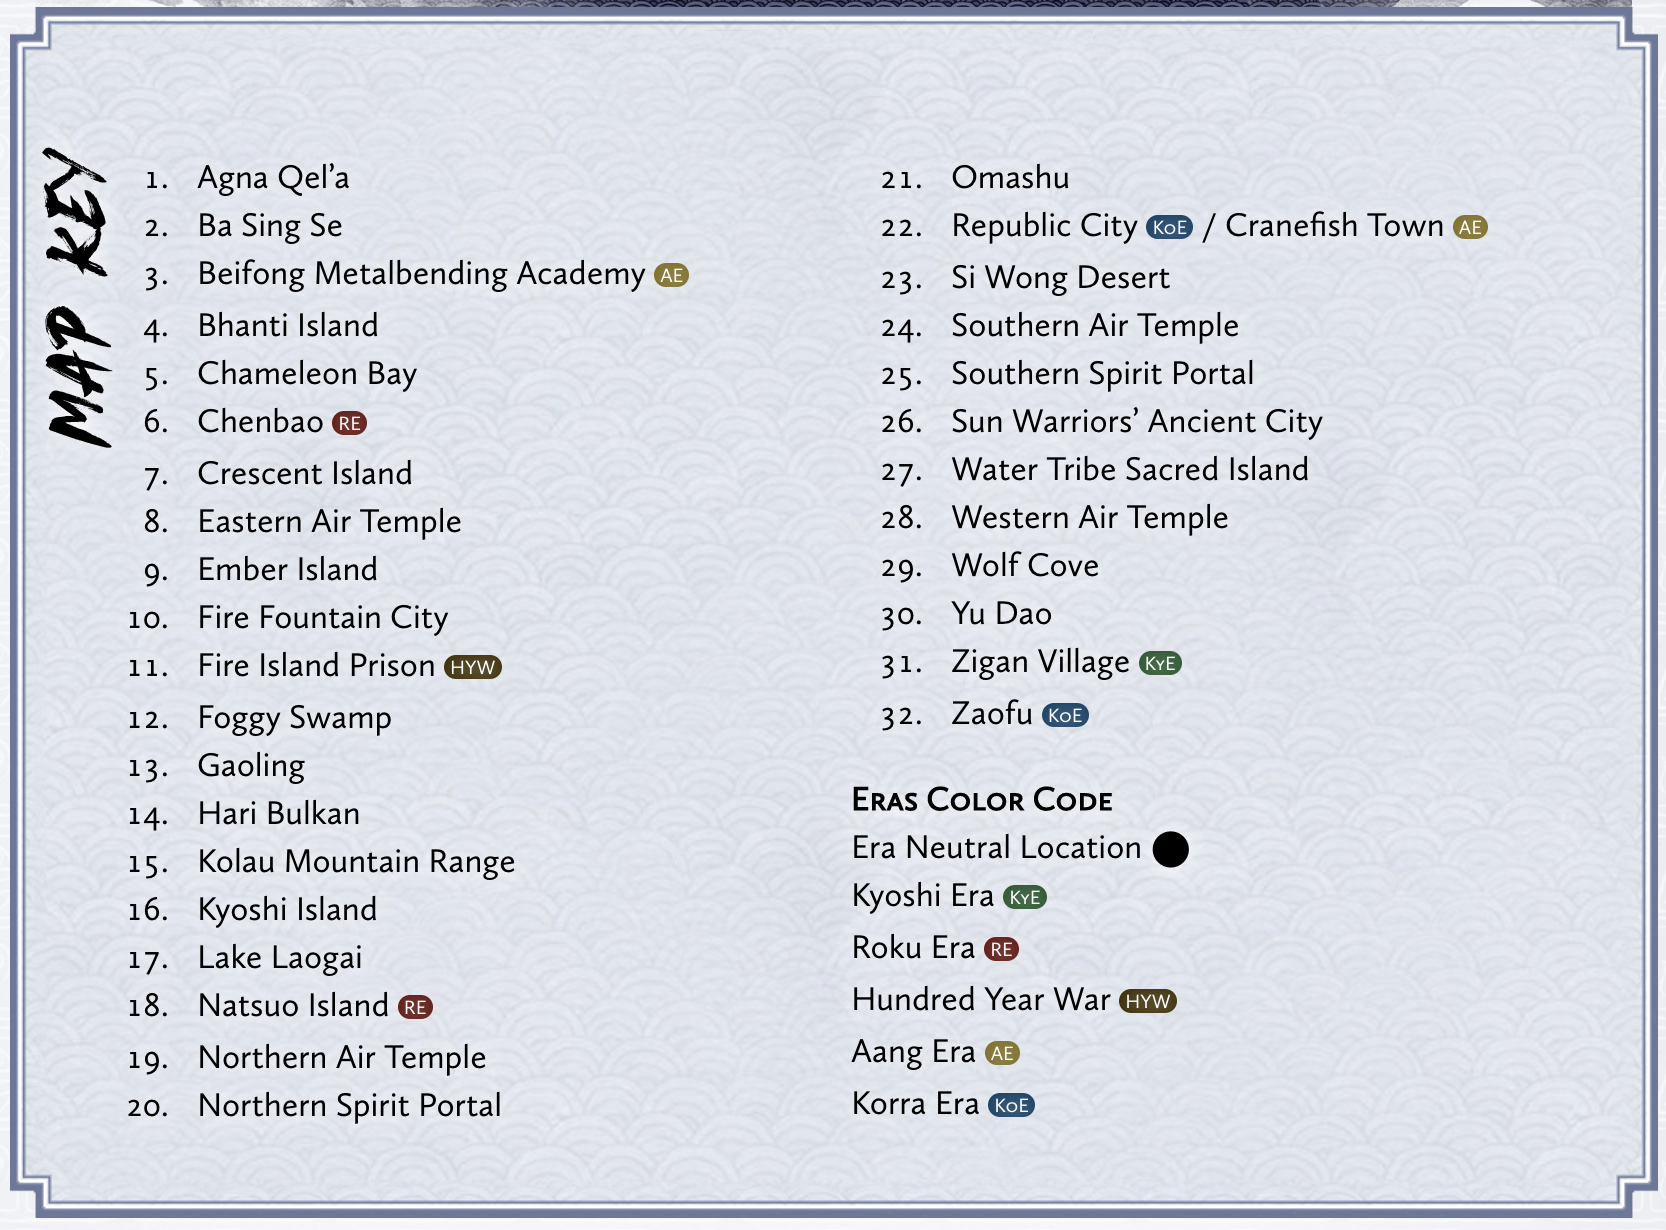 MAP KEY
1. Agna Qel’a
2. Ba Sing Se
3. Beifong Metalbending Academy AE
4. Bhanti Island
5. Chameleon Bay
6. Chenbao RE
7. Crescent Island
8. Eastern Air Temple
9. Ember Island
10. Fire Fountain City
11. Fire Island Prison HYW
12. Foggy Swamp
13. Gaoling
14. Hari Bulkan
15. Kolau Mountain Range
16. Kyoshi Island
17. Lake Laogai
18. Natsuo Island RE
19. Northern Air Temple
20. Northern Spirit Portal
21. Omashu
22. Republic City KoE / Cranefish Town AE
23. Si Wong Desert
24. Southern Air Temple
25. Southern Spirit Portal
26. Sun Warriors’ Ancient City
27. Water Tribe Sacred Island
28. Western Air Temple
29. Wolf Cove
30. Yu Dao
31. Zigan Village KyE
32. Zaofu KoE
Eras Color Code
Era Neutral Location
Kyoshi Era KyE
Roku Era RE
Hundred Year War HYW
Aang Era AE
Korra Era KoE